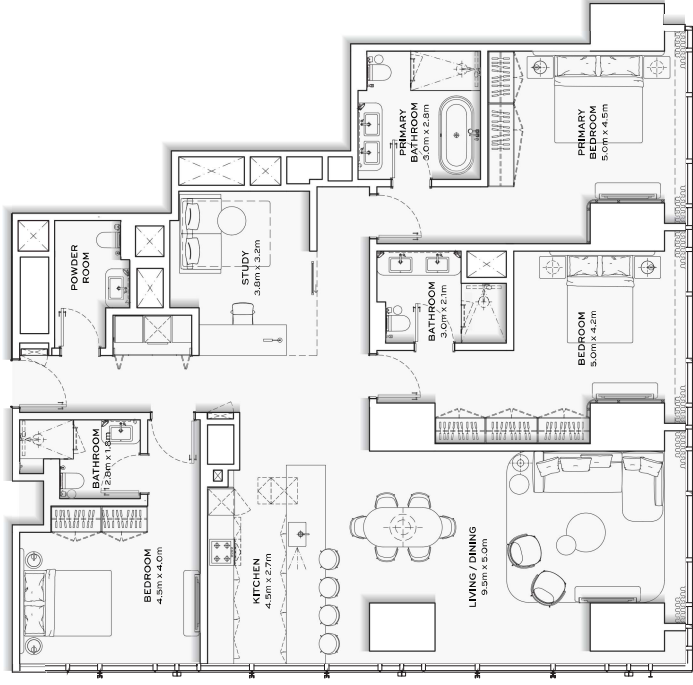 PRIMARY
BATHROOM
3.0m x 2.8m
PRIMARY
BEDROOM
5.0m x 4.5m
POWDER
ROOM
STUDY
3.8m x 3.2m
BATHROOM
3.0m x 2.1m
BEDROOM
5.0m x 4.2m
BATHROOM
2.8m x 1.8m
BEDROOM
4.5m x 4.0m
KITCHEN
4.5m x 2.7m
LIVING / DINING
9.5m x 5.0m